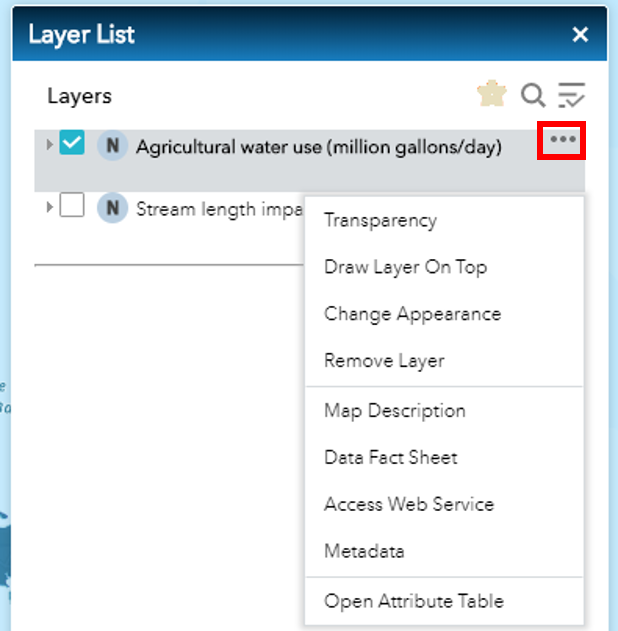 Layer List
Layers
N Agricultural water use (million gallons/day)
N Stream length impa
Transparency
Draw Layer On Top
Change Appearance
Remove Layer
Map Description
Data Fact Sheet
Access Web Service
Metadata
Open Attribute Table